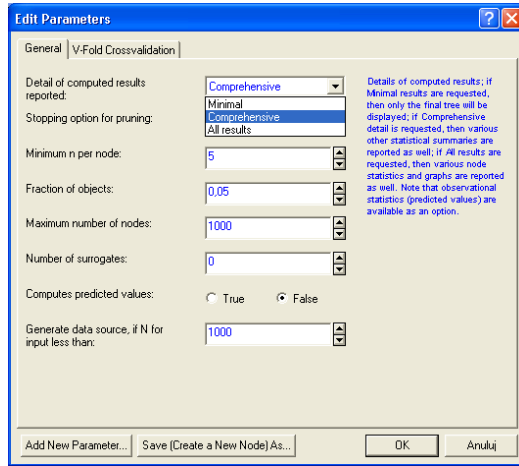 Edit Parameters
General
V-Fold Crossvalidation
Detail of computed results
reported:
Comprehensive
Minimal
Comprehensive
All results
Stopping option for pruning:
Minimum n per node:
5
Fraction of objects:
0,05
Maximum number of nodes:
1000
Number of surrogates:
0
Computes predicted values:
True
False
Generate data source, if N for
input less than:
1000
Details of computed results; if
Minimal results are requested,
then only the final tree will be
displayed; if Comprehensive
detail is requested, then various
other statistical summaries are
reported as well; if All results are
requested, then various node
statistics and graphs are reported
as well. Note that observational
statistics (predicted values) are
available as an option.
Add New Parameter...
Save (Create a New Node) As...
OK
Anuluj